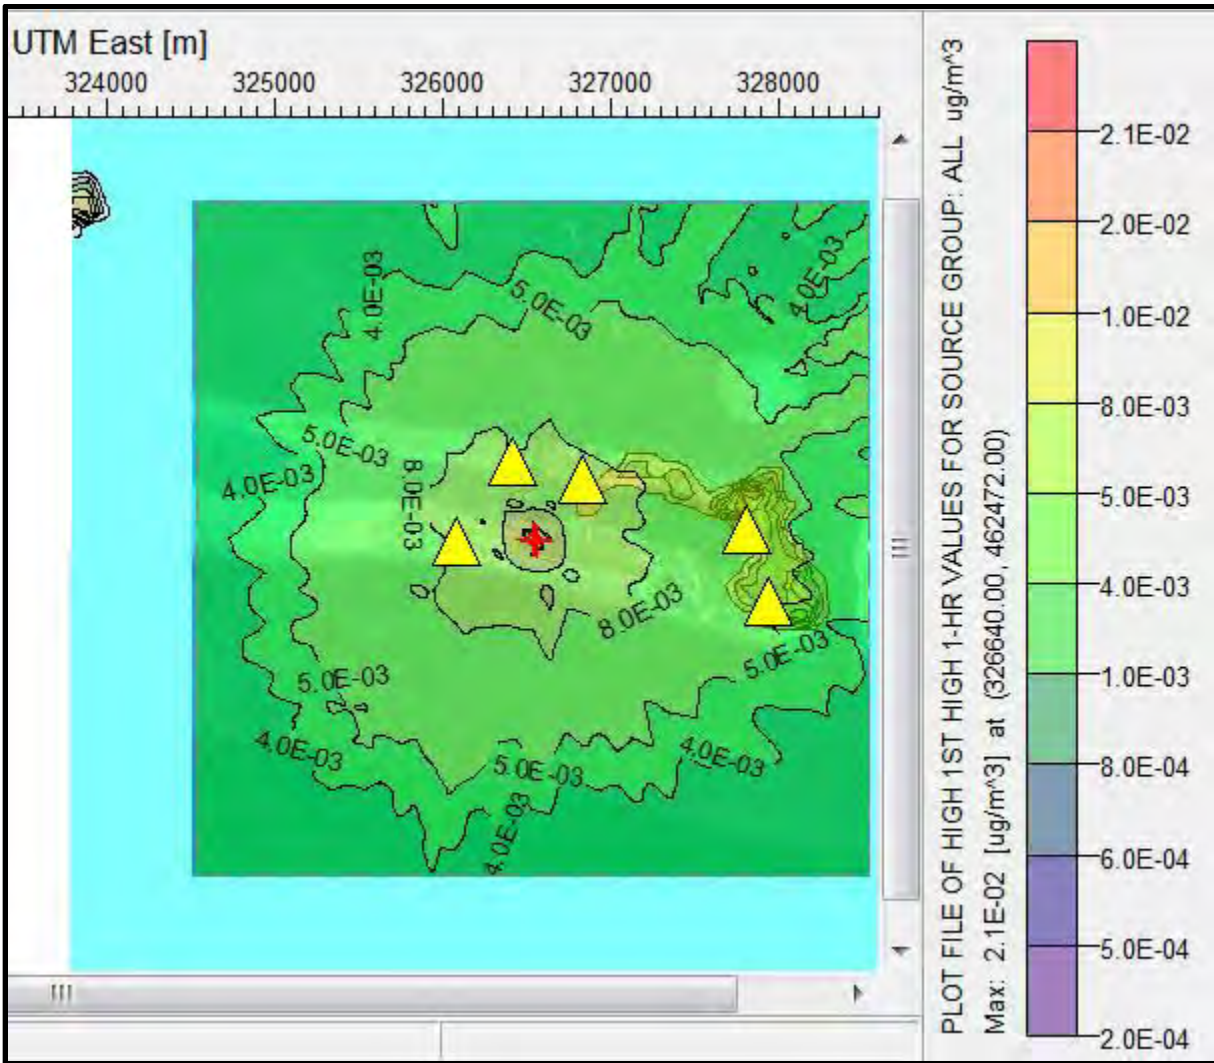 UTM East [m]
324000 325000 326000 327000 328000
4.0E-03
5.0E-03
4.0E-03
5.0E-03
4.0E-03
8.0E-03
8.0E-03
5.0E-03
5.0E-03
4.0E-03
5.0E-03
4.0E-03
4.0E-03
PLOT FILE OF HIGH 1ST HIGH 1-HR VALUES FOR SOURCE GROUP: ALL ug/m^3
Max: 2.1E-02 [ug/m^3] at (326640.00, 462472.00)
2.1E-02
2.0E-02
1.0E-02
8.0E-03
5.0E-03
4.0E-03
1.0E-03
8.0E-04
6.0E-04
5.0E-04
2.0E-04